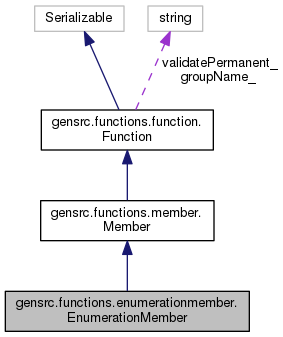 Serializable
string
validatePermanent_
groupName_
gensrc.functions.function.
Function
gensrc.functions.member.
Member
gensrc.functions.enumerationmember.
EnumerationMember